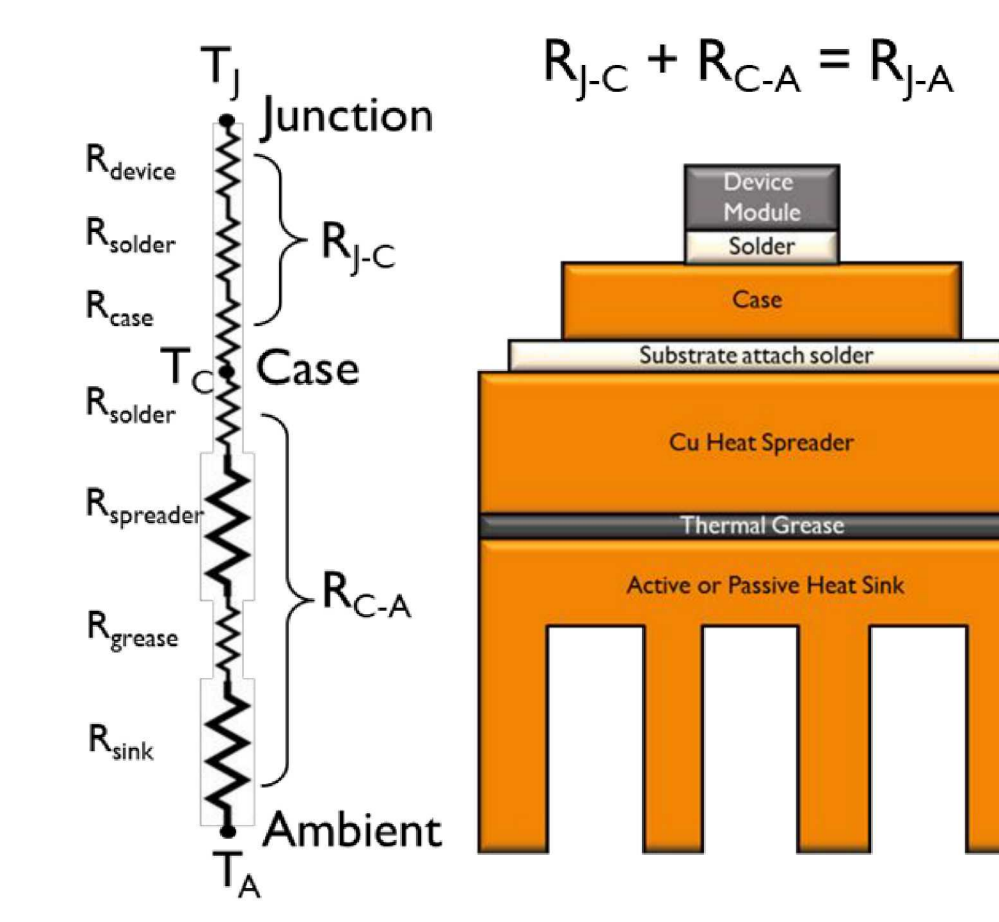 T_J
Junction
R_device
R_solder
R_J-C
R_case
T_C
Case
R_solder
R_spreader
R_C-A
R_grease
R_sink
Ambient
T_A
R_J-C + R_C-A = R_J-A
Device
Module
Solder
Case
Substrate attach solder
Cu Heat Spreader
Thermal Grease
Active or Passive Heat Sink